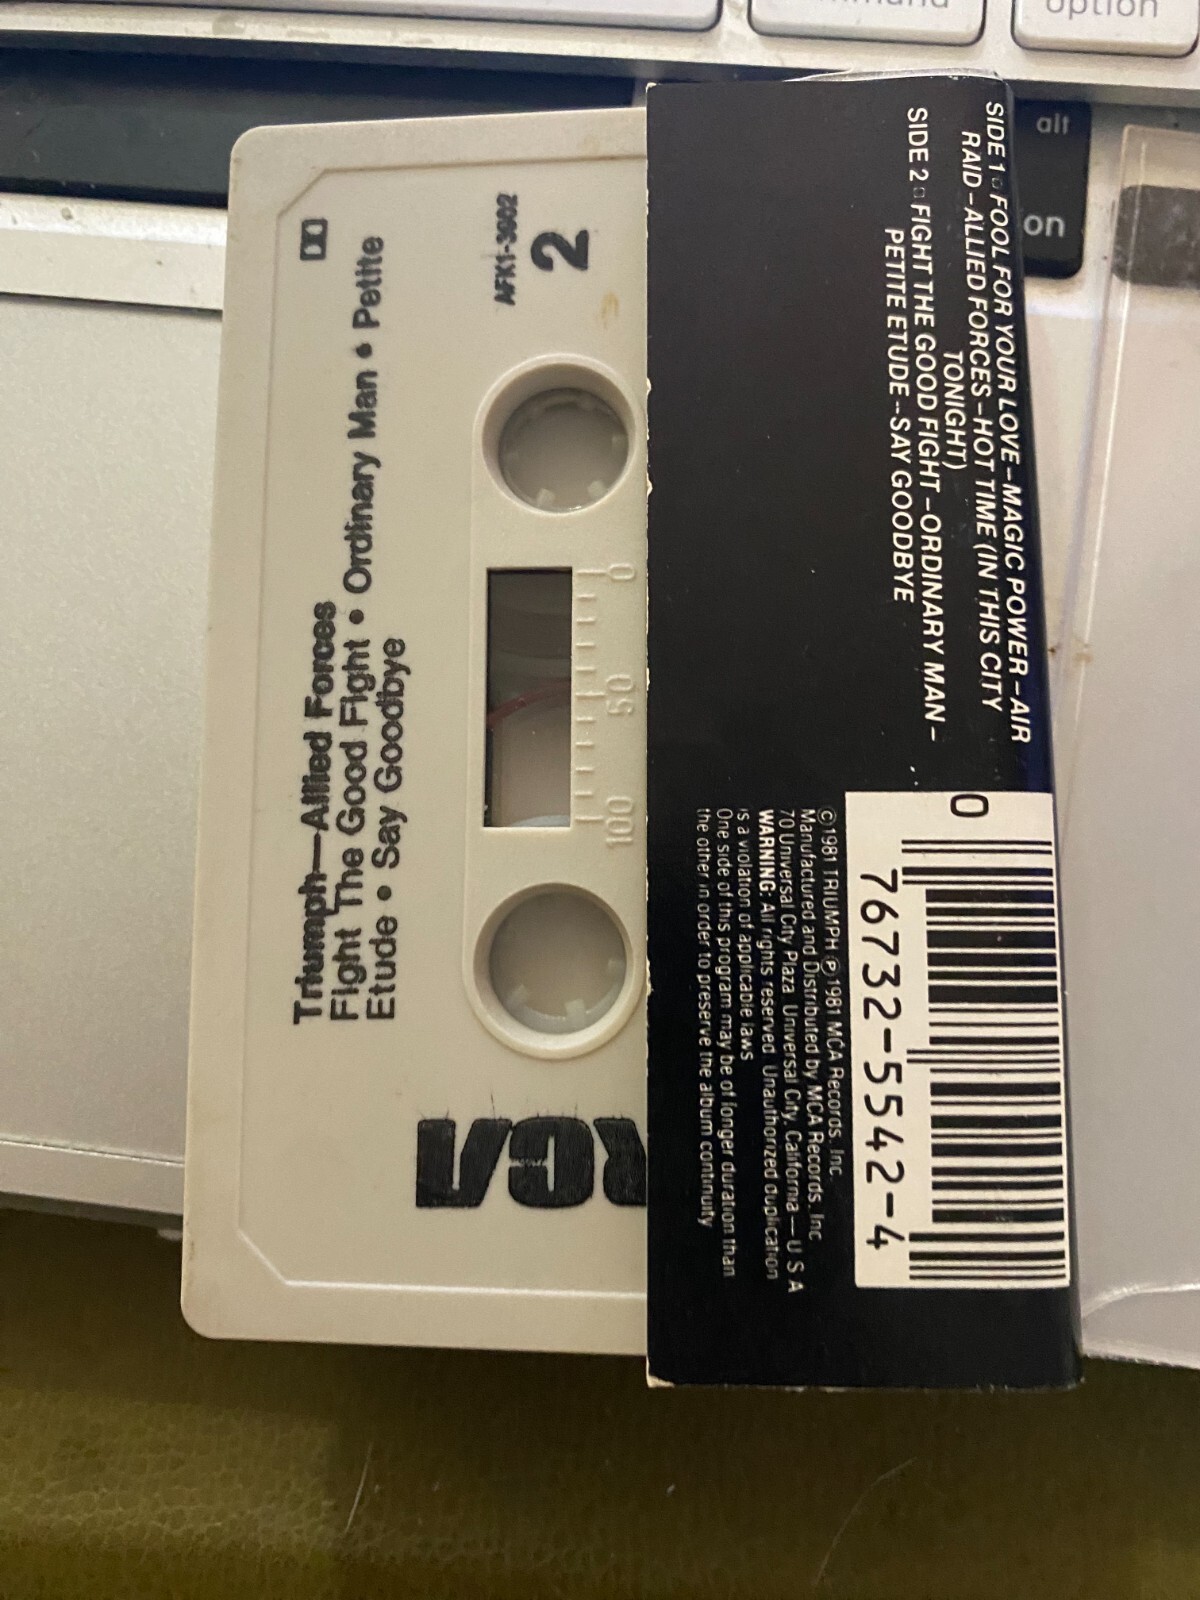 option
alt
SIDE 1 ▫ FOOL FOR YOUR LOVE – MAGIC POWER – AIR
RAID – ALLIED FORCES – HOT TIME (IN THIS CITY
TONIGHT)
SIDE 2 ▫ FIGHT THE GOOD FIGHT – ORDINARY MAN –
PETITE ETUDE -- SAY GOODBYE
0
76732-5542-4
© 1981 TRIUMPH ℗ 1981 MCA Records, Inc.
Manufactured and Distributed by MCA Records, Inc.
70 Universal City Plaza, Universal City, California — U S A
WARNING: All rights reserved. Unauthorized duplication
is a violation of applicable laws
One side of this program may be of longer duration than
the other in order to preserve the album continuity
2
AFK1-3902
0 50 100
Triumph—Allied Forces
Fight The Good Fight • Ordinary Man • Petite
Etude • Say Goodbye
RCA